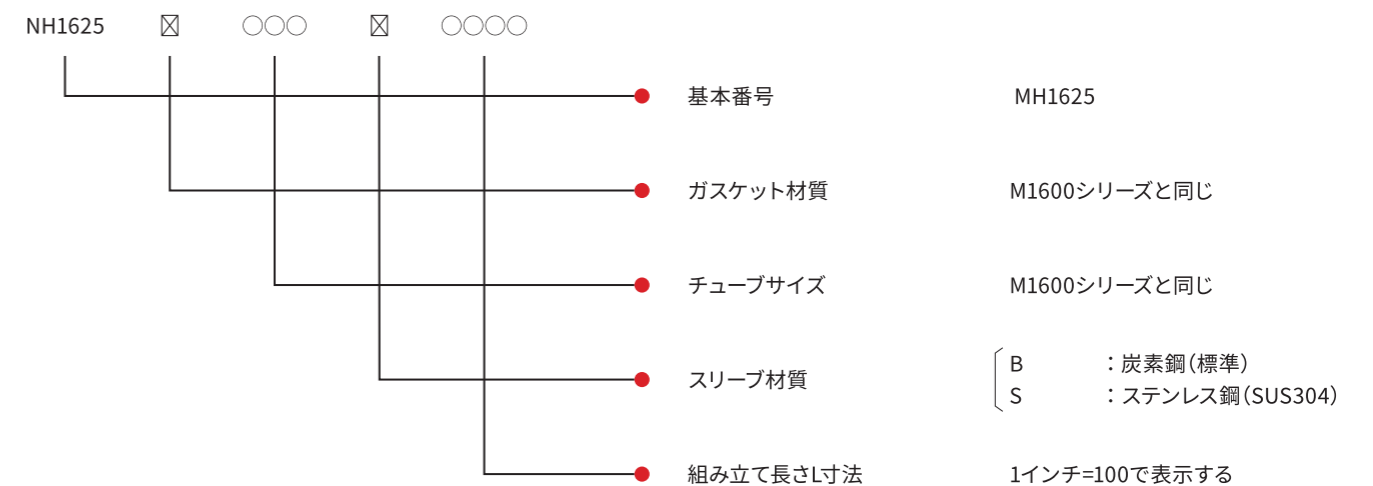 NH1625 ☒ ○○○ ☒ ○○○○
基本番号 MH1625
ガスケット材質 M1600シリーズと同じ
チューブサイズ M1600シリーズと同じ
スリーブ材質
B :炭素鋼(標準)
S :ステンレス鋼(SUS304)
組み立て長さL寸法 1インチ=100で表示する